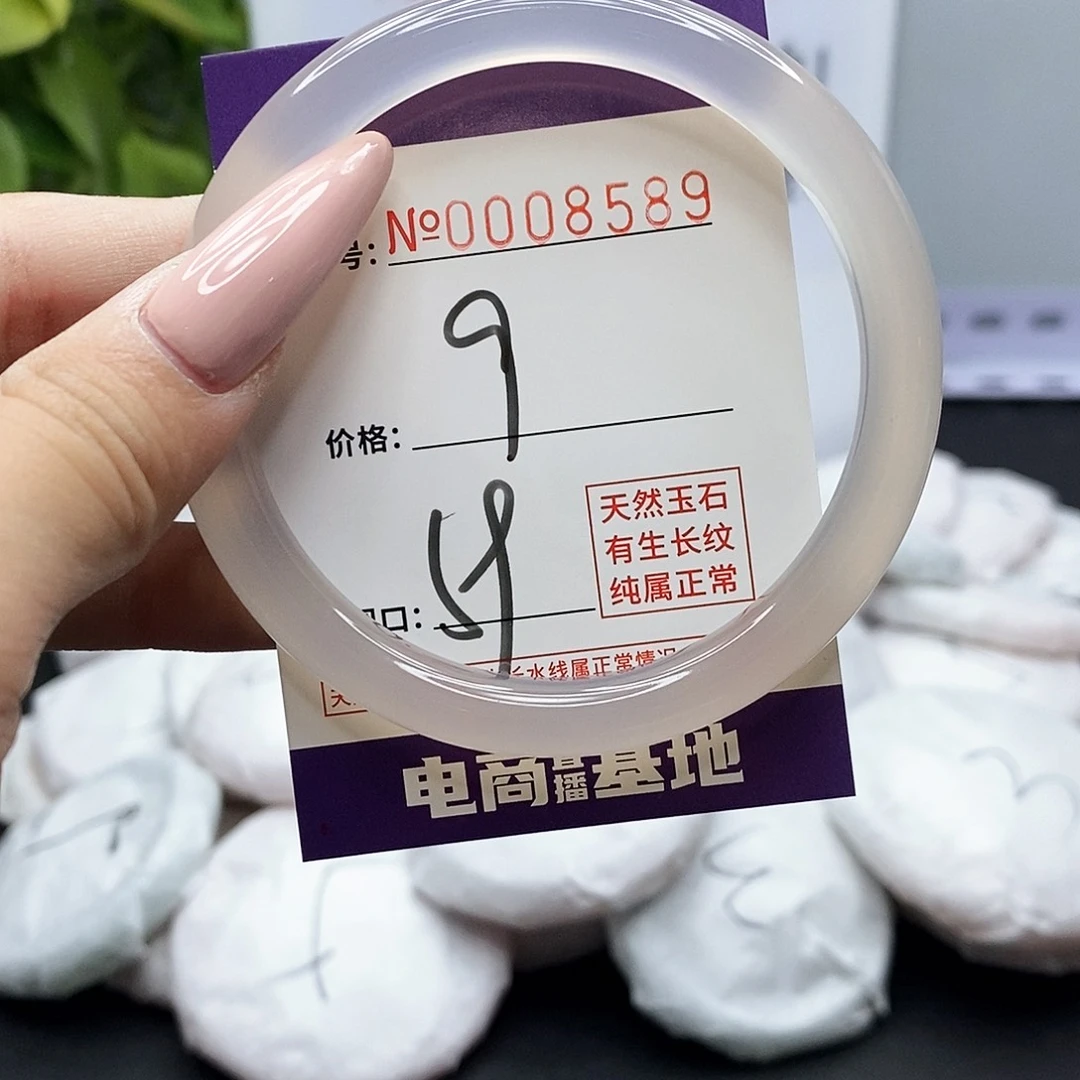 号: №0008589
9
价格:
天然玉石
有生长纹
纯属正常
口:
水线属正常情况
天
电商直播基地